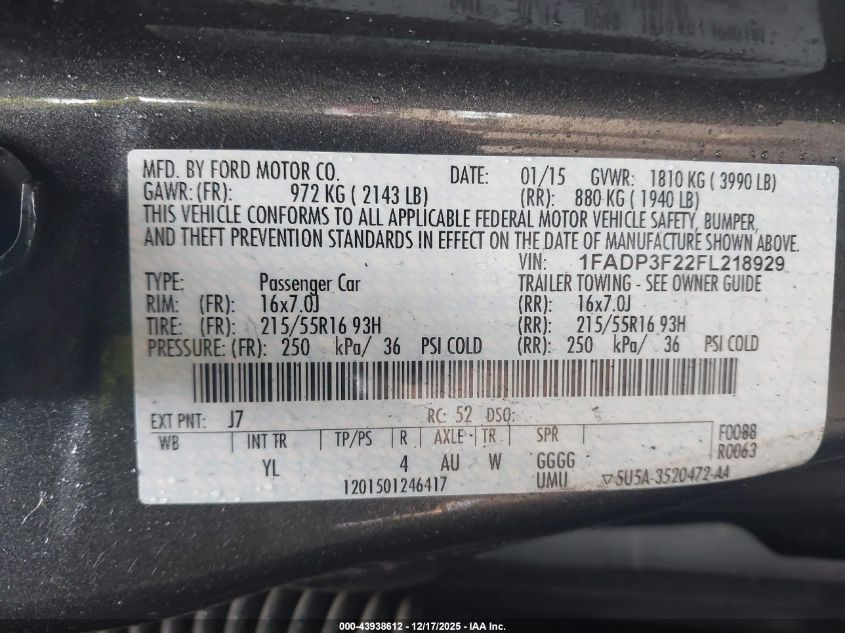 MFD. BY FORD MOTOR CO. DATE: 01/15 GVWR: 1810 KG ( 3990 LB)
GAWR: (FR): 972 KG ( 2143 LB) (RR): 880 KG ( 1940 LB)
THIS VEHICLE CONFORMS TO ALL APPLICABLE FEDERAL MOTOR VEHICLE SAFETY, BUMPER,
AND THEFT PREVENTION STANDARDS IN EFFECT ON THE DATE OF MANUFACTURE SHOWN ABOVE.
VIN: 1FADP3F22FL218929
TYPE: Passenger Car TRAILER TOWING - SEE OWNER GUIDE
RIM: (FR): 16x7.0J (RR): 16x7.0J
TIRE: (FR): 215/55R16 93H (RR): 215/55R16 93H
PRESSURE: (FR): 250 kPa/ 36 PSI COLD (RR): 250 kPa/ 36 PSI COLD
EXT PNT: J7 RC: 52 DSO:
WB INT TR TP/PS R AXLE TR SPR F0088
R0063
YL 4 AU W GGGG
1201501246417 UMU ▽5U5A-3520472-AA
000-43938612 - 12/17/2025 - IAA Inc.